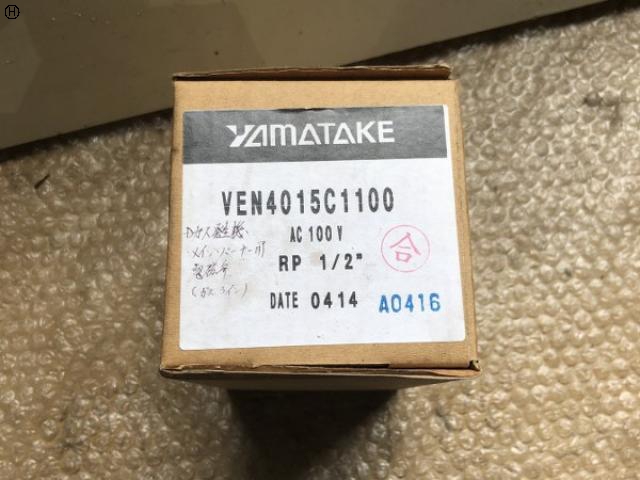 H
YAMATAKE
VEN4015C1100
AC 100 V
合
RP 1/2"
DATE 0414 A0416
メインバーナー用
電磁弁
(ガスライン)